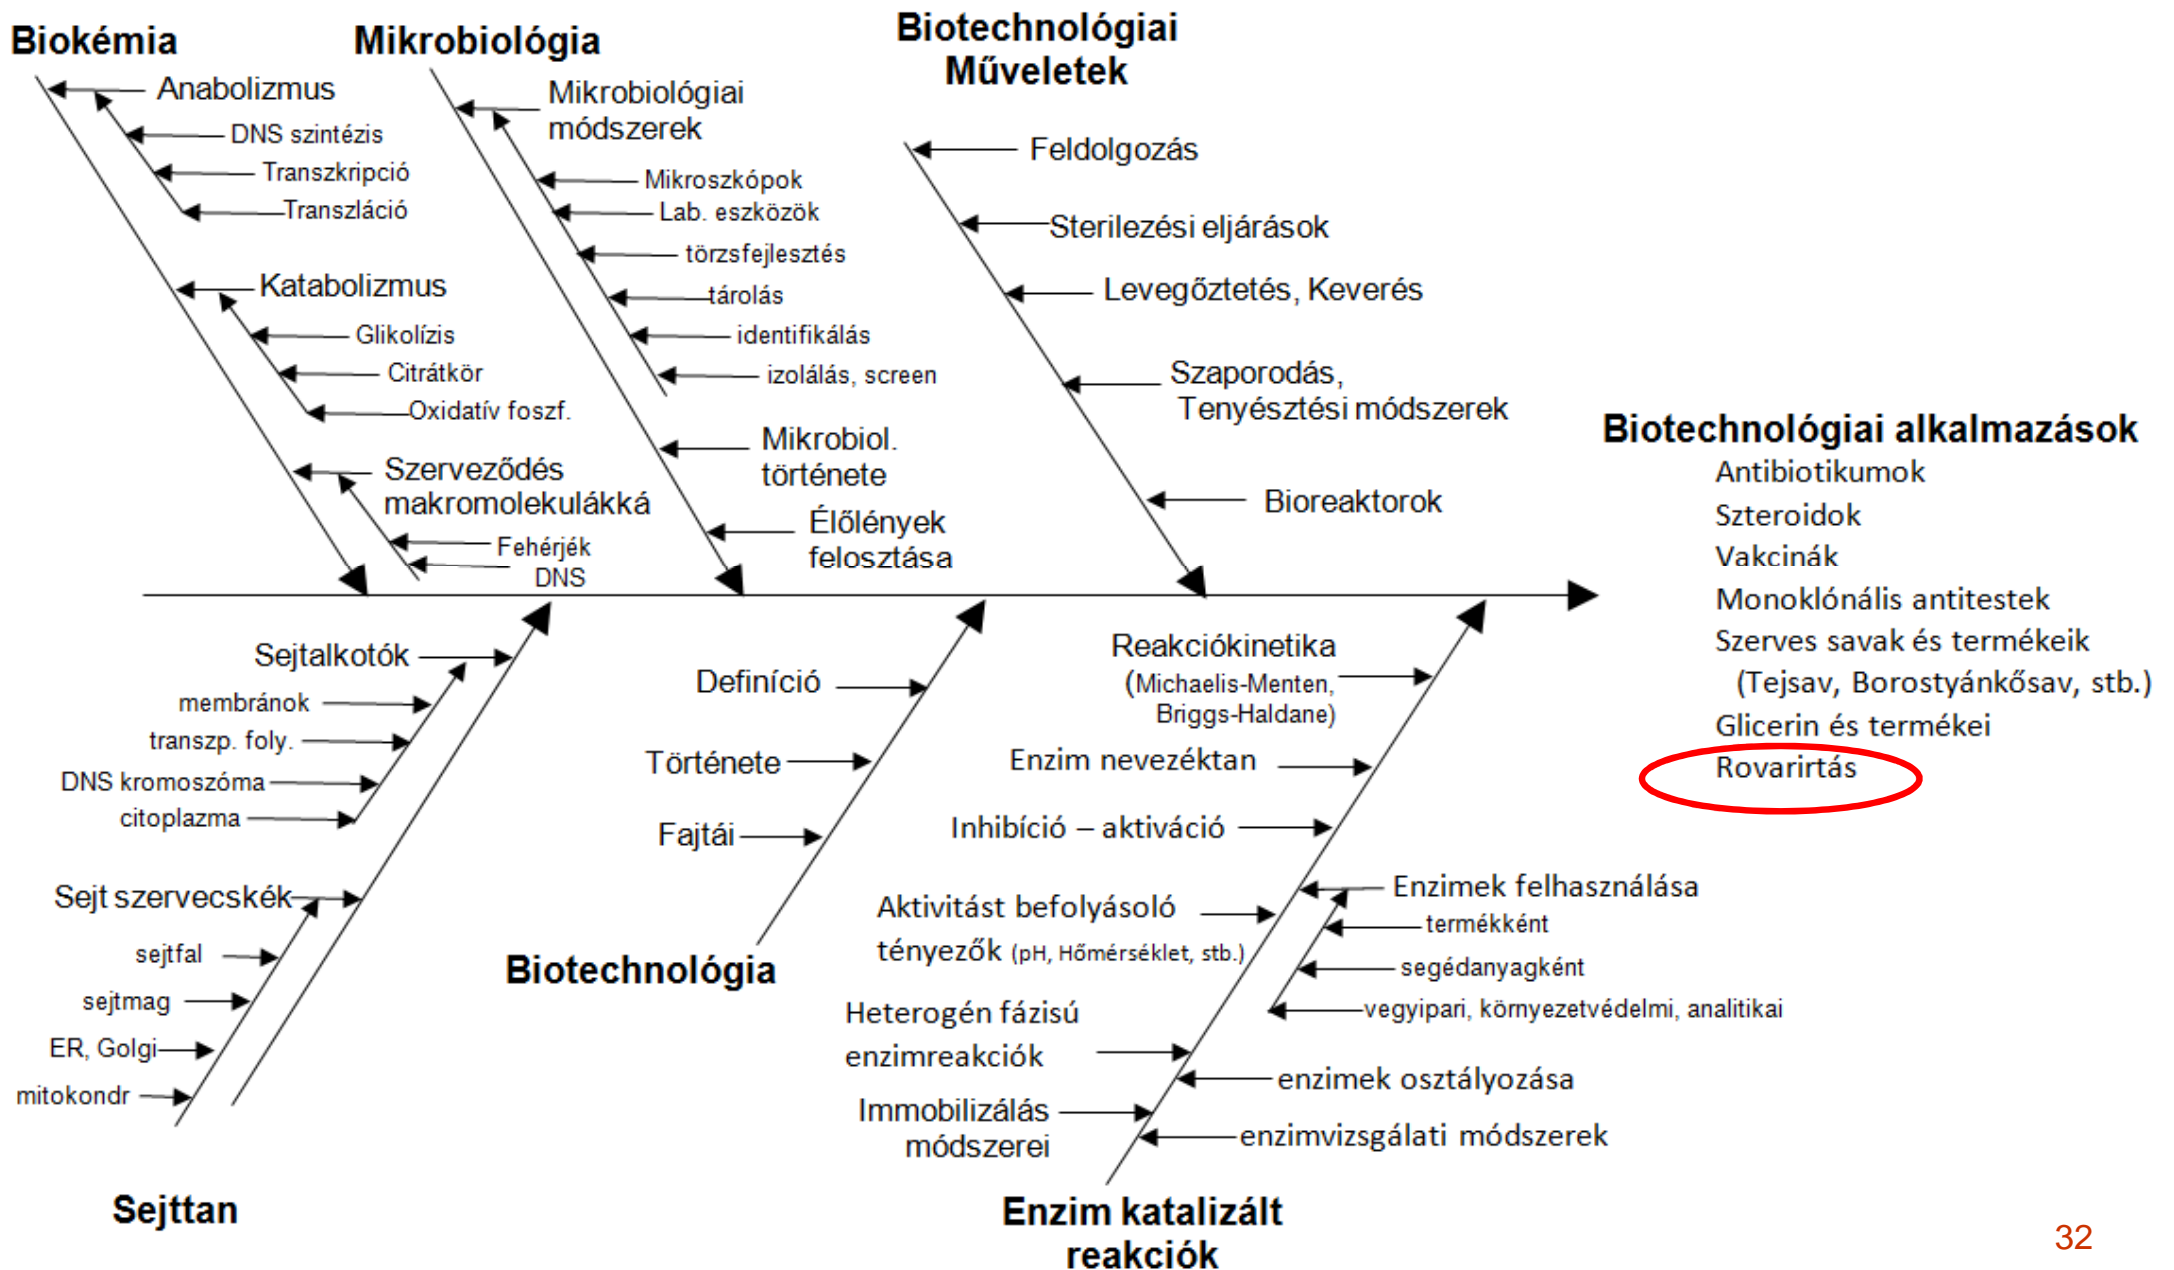 Biokémia
Anabolizmus
DNS szintézis
Transzkripció
Transzláció
Katabolizmus
Glikolízis
Citrátkör
Oxidatív foszf.
Szerveződés
makromolekulákká
Fehérjék
DNS
Mikrobiológia
Mikrobiológiai
módszerek
Mikroszkópok
Lab. eszközök
törzsfejlesztés
tárolás
identifikálás
izolálás, screen
Mikrobiol.
története
Élőlények
felosztása
Biotechnológiai
Műveletek
Feldolgozás
Sterilezési eljárások
Levegőztetés, Keverés
Szaporodás,
Tenyésztési módszerek
Bioreaktorok
Biotechnológiai alkalmazások
Antibiotikumok
Szteroidok
Vakcinák
Monoklónális antitestek
Szerves savak és termékeik
(Tejsav, Borostyánkősav, stb.)
Glicerin és termékei
Rovarirtás
Sejtalkotók
membránok
transzp. foly.
DNS kromoszóma
citoplazma
Sejt szervecskék
sejtfal
sejtmag
ER, Golgi
mitokondr
Sejttan
Definíció
Története
Fajtái
Biotechnológia
Reakciókinetika
(Michaelis-Menten,
Briggs-Haldane)
Enzim nevezéktan
Inhibíció – aktiváció
Aktivitást befolyásoló
tényezők (pH, Hőmérséklet, stb.)
Heterogén fázisú
enzimreakciók
Immobilizálás
módszerei
Enzimek felhasználása
termékként
segédanyagként
vegyipari, környezetvédelmi, analitikai
enzimek osztályozása
enzimvizsgálati módszerek
Enzim katalizált
reakciók
32